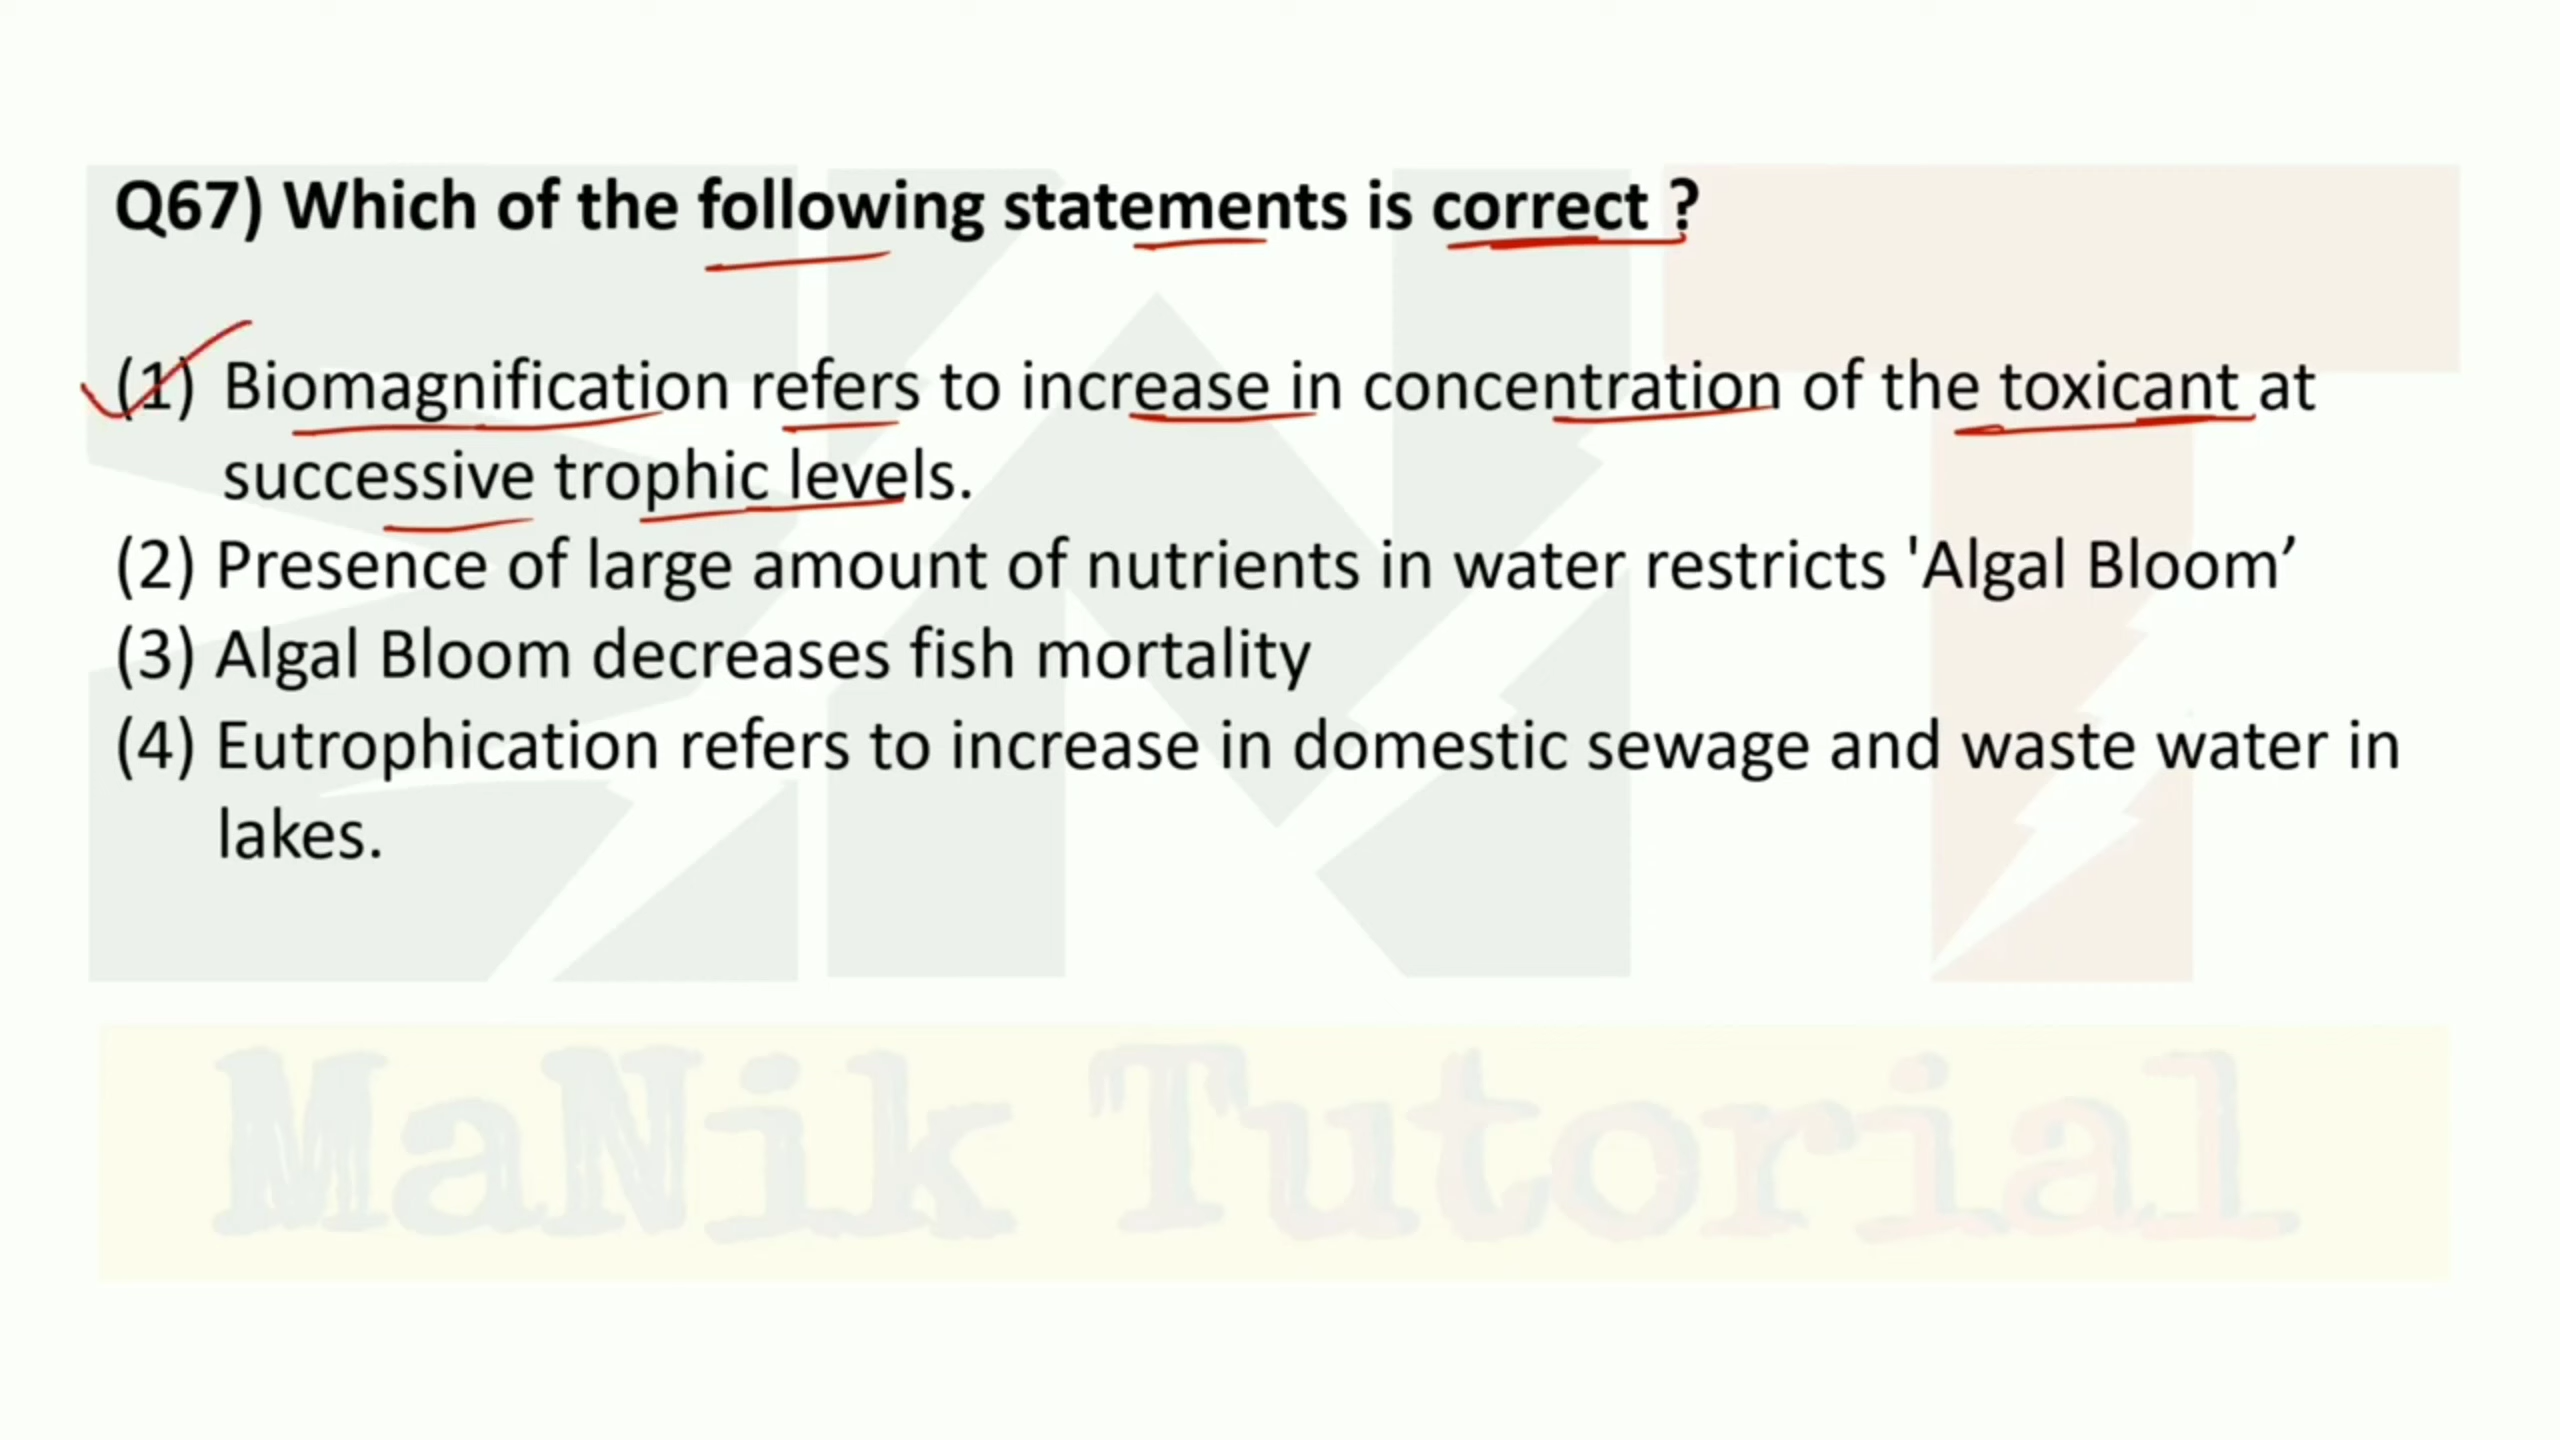 Q67) Which of the following statements is correct ?
(1) Biomagnification refers to increase in concentration of the toxicant at
successive trophic levels.
(2) Presence of large amount of nutrients in water restricts 'Algal Bloom’
(3) Algal Bloom decreases fish mortality
(4) Eutrophication refers to increase in domestic sewage and waste water in
lakes.
MaNik Tutorial